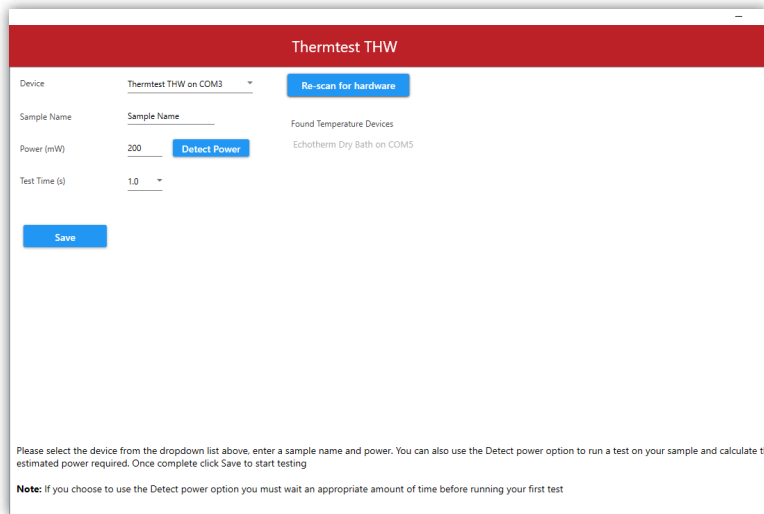 Thermtest THW
Device
Thermtest THW on COM3
Re-scan for hardware
Sample Name
Sample Name
Found Temperature Devices
Power (mW)
200
Detect Power
Echotherm Dry Bath on COM5
Test Time (s)
1.0
Save
Please select the device from the dropdown list above, enter a sample name and power. You can also use the Detect power option to run a test on your sample and calculate
estimated power required. Once complete click Save to start testing
Note: If you choose to use the Detect power option you must wait an appropriate amount of time before running your first test